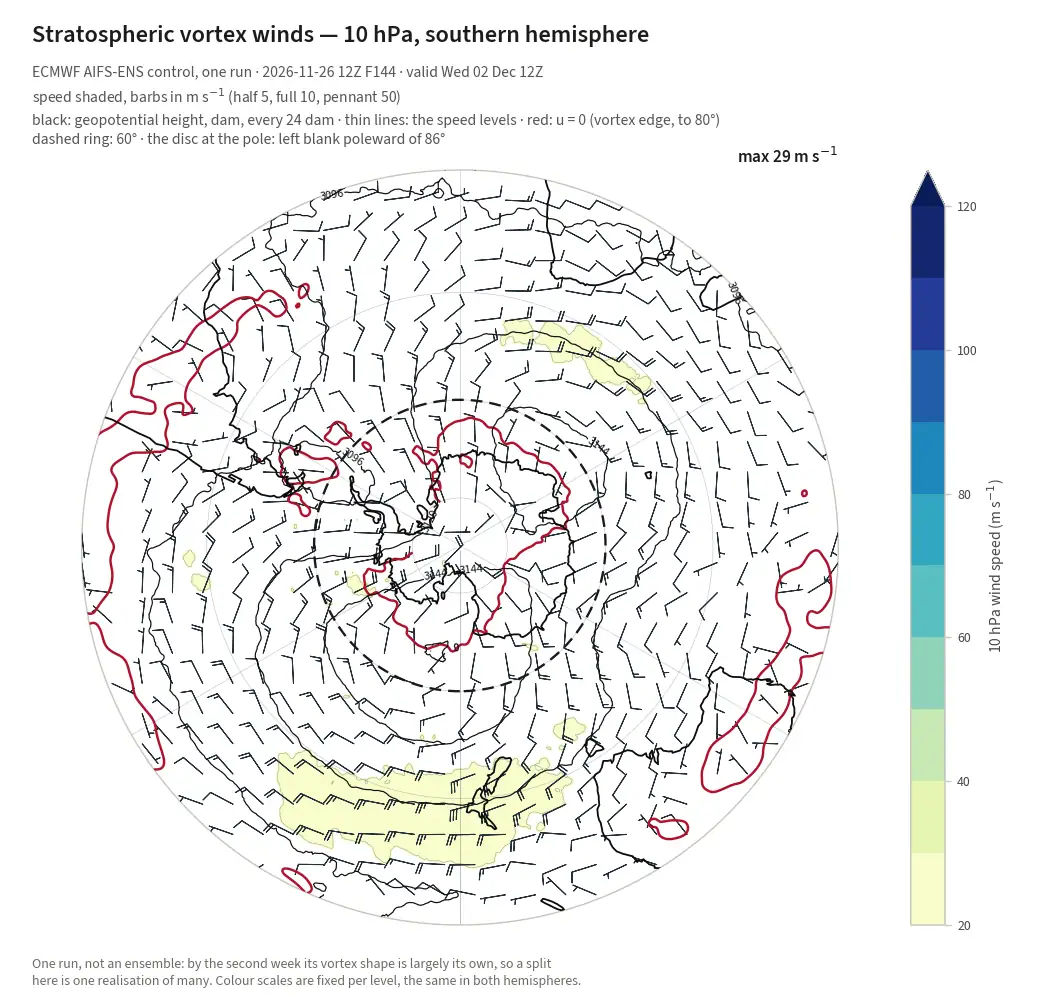 Stratospheric vortex winds — 10 hPa, southern hemisphere
ECMWF AIFS-ENS control, one run · 2026-11-26 12Z F144 · valid Wed 02 Dec 12Z
speed shaded, barbs in m s⁻¹ (half 5, full 10, pennant 50)
black: geopotential height, dam, every 24 dam · thin lines: the speed levels · red: u = 0 (vortex edge, to 80°)
dashed ring: 60° · the disc at the pole: left blank poleward of 86°
max 29 m s⁻¹
3096
3144
3096
3144
3144
120
100
80
60
40
20
10 hPa wind speed (m s⁻¹)
One run, not an ensemble: by the second week its vortex shape is largely its own, so a split
here is one realisation of many. Colour scales are fixed per level, the same in both hemispheres.